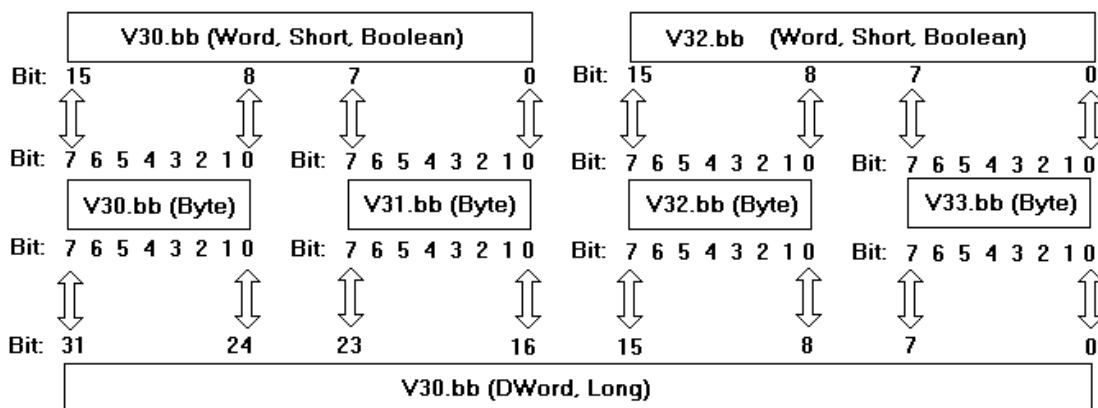 V30.bb (Word, Short, Boolean) V32.bb (Word, Short, Boolean)
Bit: 15 8 7 0 Bit: 15 8 7 0
Bit: 7 6 5 4 3 2 1 0 Bit: 7 6 5 4 3 2 1 0 Bit: 7 6 5 4 3 2 1 0 Bit: 7 6 5 4 3 2 1 0
V30.bb (Byte) V31.bb (Byte) V32.bb (Byte) V33.bb (Byte)
Bit: 7 6 5 4 3 2 1 0 Bit: 7 6 5 4 3 2 1 0 Bit: 7 6 5 4 3 2 1 0 Bit: 7 6 5 4 3 2 1 0
Bit: 31 24 23 16 15 8 7 0
V30.bb (DWord, Long)